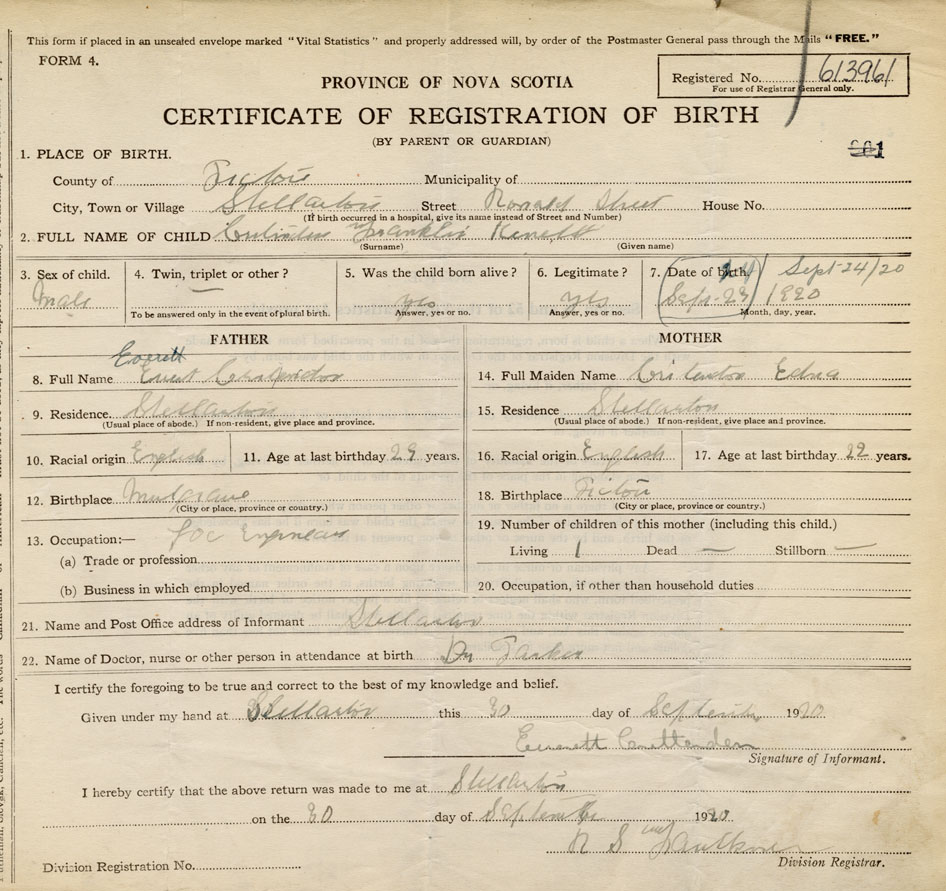 This form if placed in an unsealed envelope marked "Vital Statistics" and properly addressed will, by order of the Postmaster General pass through the Mails "FREE."
FORM 4.
Registered No. 613961
For use of Registrar General only.
PROVINCE OF NOVA SCOTIA
CERTIFICATE OF REGISTRATION OF BIRTH
(BY PARENT OR GUARDIAN)
1. PLACE OF BIRTH.
County of Pictou Municipality of
City, Town or Village Stellarton Street Ronald Street House No.
(If birth occurred in a hospital, give its name instead of Street and Number)
2. FULL NAME OF CHILD Franklin
(Surname) (Given name)
3. Sex of child. 4. Twin, triplet or other? 5. Was the child born alive? 6. Legitimate? 7. Date of birth. Sept-24/20
Male — yes yes Sept-29 1920
To be answered only in the event of plural birth. Answer, yes or no. Answer, yes or no. Month, day, year.
FATHER MOTHER
Everett
8. Full Name
14. Full Maiden Name Edna
9. Residence. Stellarton
(Usual place of abode.) If non-resident, give place and province.
15. Residence Stellarton
(Usual place of abode.) If non-resident, give place and province.
10. Racial origin English 11. Age at last birthday 29 years.
16. Racial origin English 17. Age at last birthday 22 years.
12. Birthplace Mulgrave
(City or place, province or country.)
18. Birthplace Pictou
(City or place, province or country.)
13. Occupation:— Loc Engineer
(a) Trade or profession
(b) Business in which employed
19. Number of children of this mother (including this child.)
Living 1 Dead — Stillborn —
20. Occupation, if other than household duties
21. Name and Post Office address of Informant Stellarton
22. Name of Doctor, nurse or other person in attendance at birth Dr Parker
I certify the foregoing to be true and correct to the best of my knowledge and belief.
Given under my hand at Stellarton this 30 day of September 1920
Everett Crittenden
Signature of Informant.
I hereby certify that the above return was made to me at Stellarton
on the 30 day of September 1920.
Division Registration No. Division Registrar.